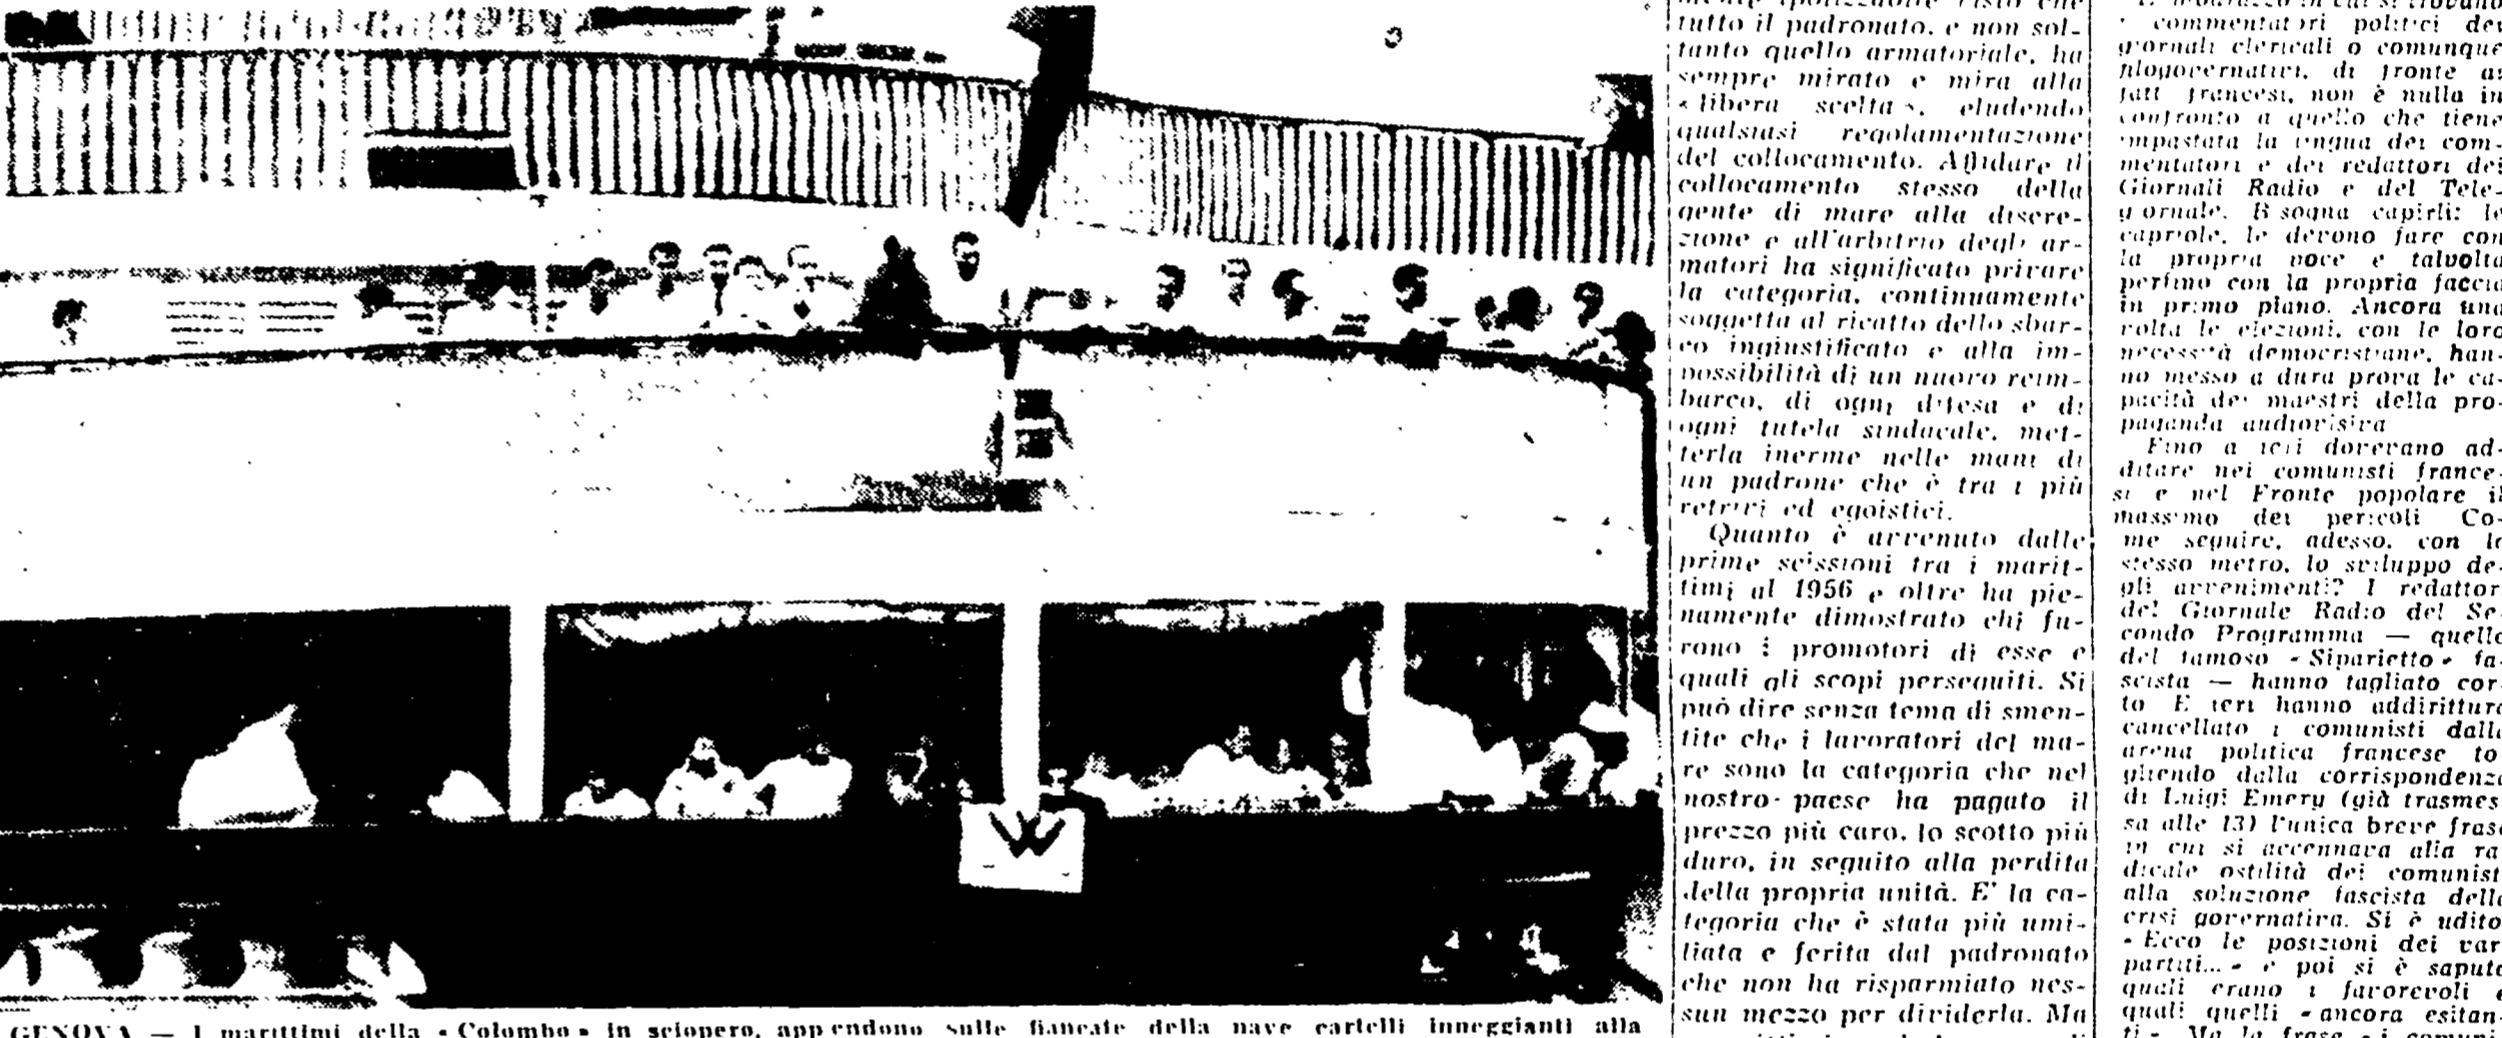 W
GENOVA — I marittimi della «Colombo» in sciopero, appendono sulle fiancate della nave cartelli inneggianti alla
tutto il padronato, e non sol-
tanto quello armatoriale, ha
sempre mirato e mira alla
«libera scelta», eludendo
qualsiasi regolamentazione
del collocamento. Affidare il
collocamento stesso della
gente di mare alla discre-
zione e all'arbitrio degli ar-
matori ha significato privare
la categoria, continuamente
soggetta al ricatto dello sbar-
co ingiustificato e alla im-
possibilità di un nuovo reim-
barco, di ogni difesa e di
ogni tutela sindacale, met-
terla inerme nelle mani di
un padrone che è tra i più
retrivi ed egoistici.
Quanto è avvenuto dalle
prime scissioni tra i marit-
timi al 1956 e oltre ha pie-
namente dimostrato chi fu-
rono i promotori di esse e
quali gli scopi perseguiti. Si
può dire senza tema di smen-
tite che i lavoratori del ma-
re sono la categoria che nel
nostro paese ha pagato il
prezzo più caro, lo scotto più
duro, in seguito alla perdita
della propria unità. E' la ca-
tegoria che è stata più umi-
liata e ferita dal padronato
che non ha risparmiato nes-
sun mezzo per dividerla. Ma
commentatori politici dei
giornali clericali o comunque
filogovernativi, di fronte ai
fatti francesi, non è nulla in
confronto a quello che tiene
impastata la lingua dei com-
mentatori e dei redattori dei
Giornali Radio e del Tele-
giornale. Bisogna capirli: le
capriole, le devono fare con
la propria voce e talvolta
perfino con la propria faccia
in primo piano. Ancora una
volta le elezioni, con le loro
necessità democristiane, han-
no messo a dura prova le ca-
pacità dei maestri della pro-
paganda audiovisiva
Fino a ieri dovevano ad-
ditare nei comunisti france-
si e nel Fronte popolare il
massimo dei pericoli Co-
me seguire, adesso, con lo
stesso metro, lo sviluppo de-
gli avvenimenti? I redattori
del Giornale Radio del Se-
condo Programma — quello
del famoso «Siparietto» fa-
scista — hanno tagliato cor-
to E ieri hanno addirittura
cancellato i comunisti dalla
arena politica francese to-
gliendo dalla corrispondenza
di Luigi Emery (già trasmes-
sa alle 13) l'unica breve frase
in cui si accennava alla ra-
dicale ostilità dei comunisti
alla soluzione fascista della
crisi governativa. Si è udito:
«Ecco le posizioni dei vari
partiti...» e poi si è saputo
quali erano i favorevoli e
quali quelli «ancora esitan-
ti». Ma la frase «i comuni-